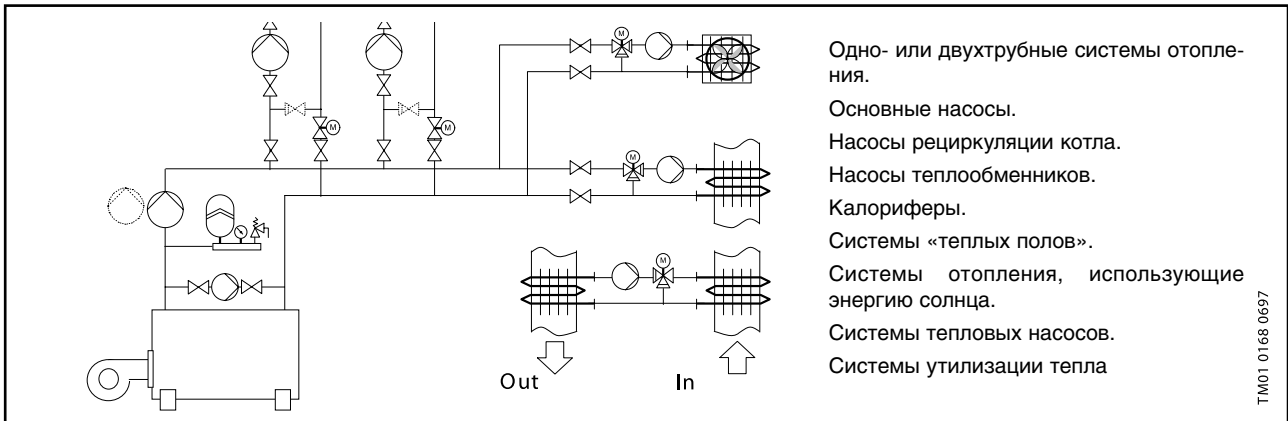 Одно- или двухтрубные системы отопле-
ния.
Основные насосы.
Насосы рециркуляции котла.
Насосы теплообменников.
Калориферы.
Системы «теплых полов».
Системы отопления, использующие
энергию солнца.
Системы тепловых насосов.
Системы утилизации тепла
M
M
M
M
M
Out
In
TM01 0168 0697